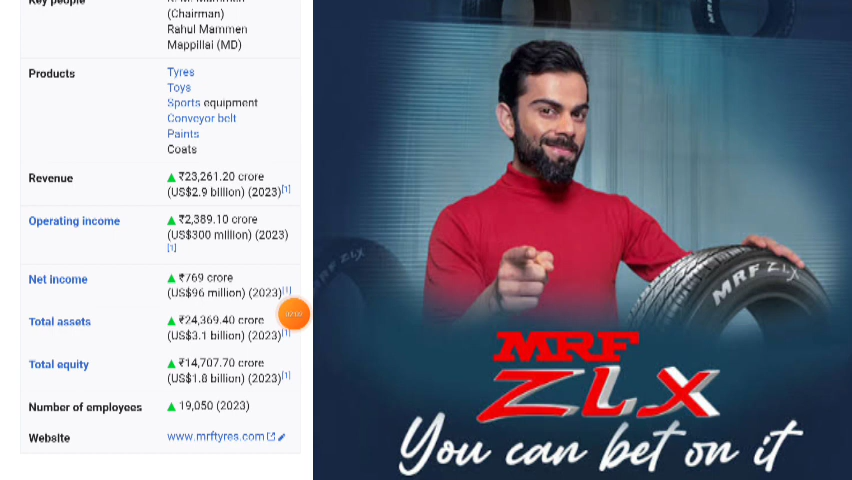 Key people
(Chairman)
Rahul Mammen
Mappillai (MD)
Products
Tyres
Toys
Sports equipment
Conveyor belt
Paints
Coats
Revenue
▲ ₹23,261.20 crore
(US$2.9 billion) (2023)[1]
Operating income
▲ ₹2,389.10 crore
(US$300 million) (2023)
[1]
Net income
▲ ₹769 crore
(US$96 million) (2023)[1]
Total assets
▲ ₹24,369.40 crore
(US$3.1 billion) (2023)[1]
Total equity
▲ ₹14,707.70 crore
(US$1.8 billion) (2023)[1]
Number of employees
▲ 19,050 (2023)
Website
www.mrftyres.com
MRF ZLX
MRF
ZLX
You can bet on it